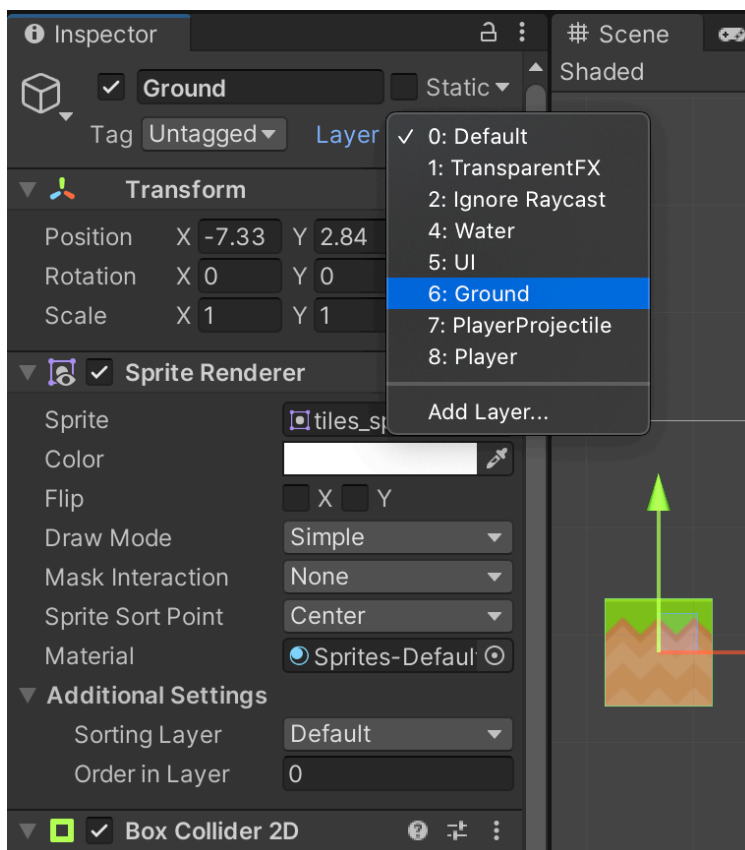 Inspector
Scene
Ground
Static
Shaded
Tag Untagged Layer
0: Default
1: TransparentFX
2: Ignore Raycast
4: Water
5: UI
6: Ground
7: PlayerProjectile
8: Player
Add Layer...
Transform
Position X -7.33 Y 2.84
Rotation X 0 Y 0
Scale X 1 Y 1
Sprite Renderer
Sprite tiles_sp
Color
Flip X Y
Draw Mode Simple
Mask Interaction None
Sprite Sort Point Center
Material Sprites-Defaul
Additional Settings
Sorting Layer Default
Order in Layer 0
Box Collider 2D